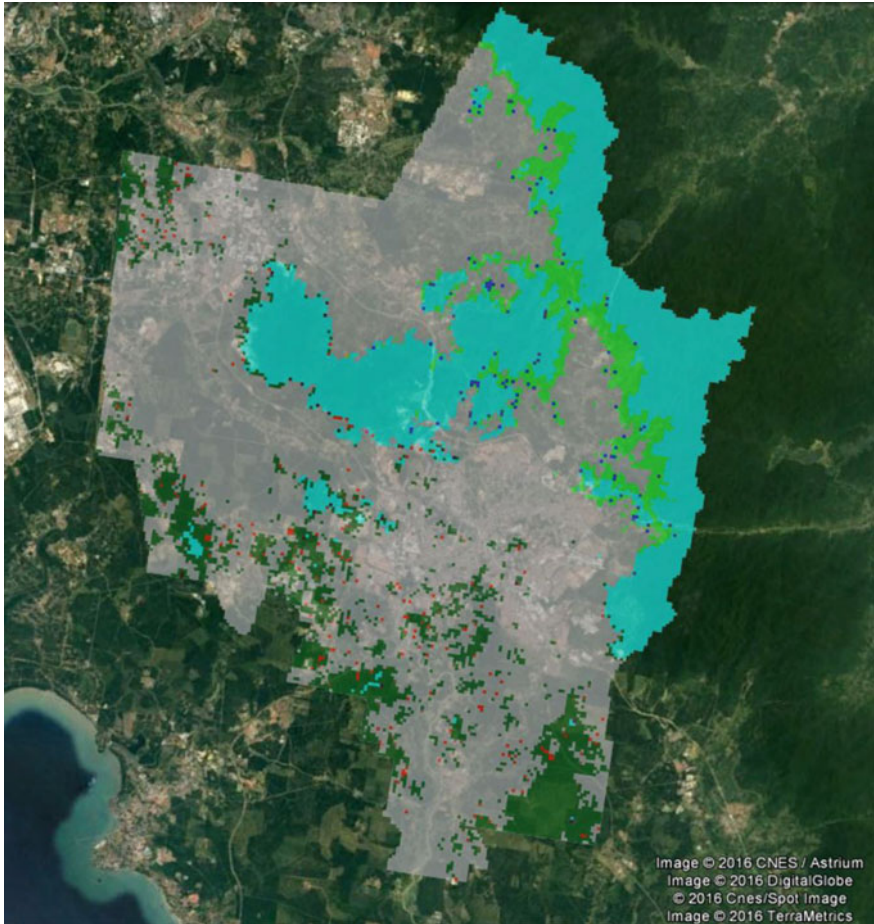 Image © 2016 CNES / Astrium
Image © 2016 DigitalGlobe
© 2016 Cnes/Spot Image
Image © 2016 TerraMetrics